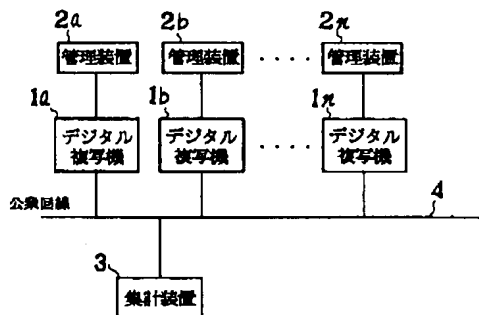 2a 2b 2n
管理装置 管理装置 ‥‥ 管理装置
1a 1b 1n
デジタル複写機 デジタル複写機 ‥‥ デジタル複写機
公衆回線 4
3
集計装置